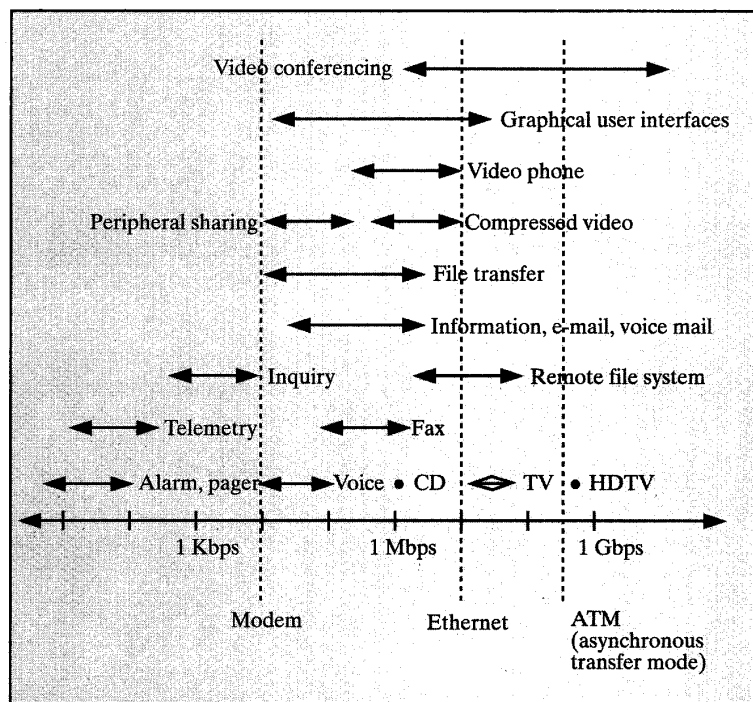 Video conferencing
Graphical user interfaces
Video phone
Peripheral sharing
Compressed video
File transfer
Information, e-mail, voice mail
Inquiry
Remote file system
Telemetry
Fax
Alarm, pager
Voice
CD
TV
HDTV
1 Kbps
1 Mbps
1 Gbps
Modem
Ethernet
ATM
(asynchronous
transfer mode)